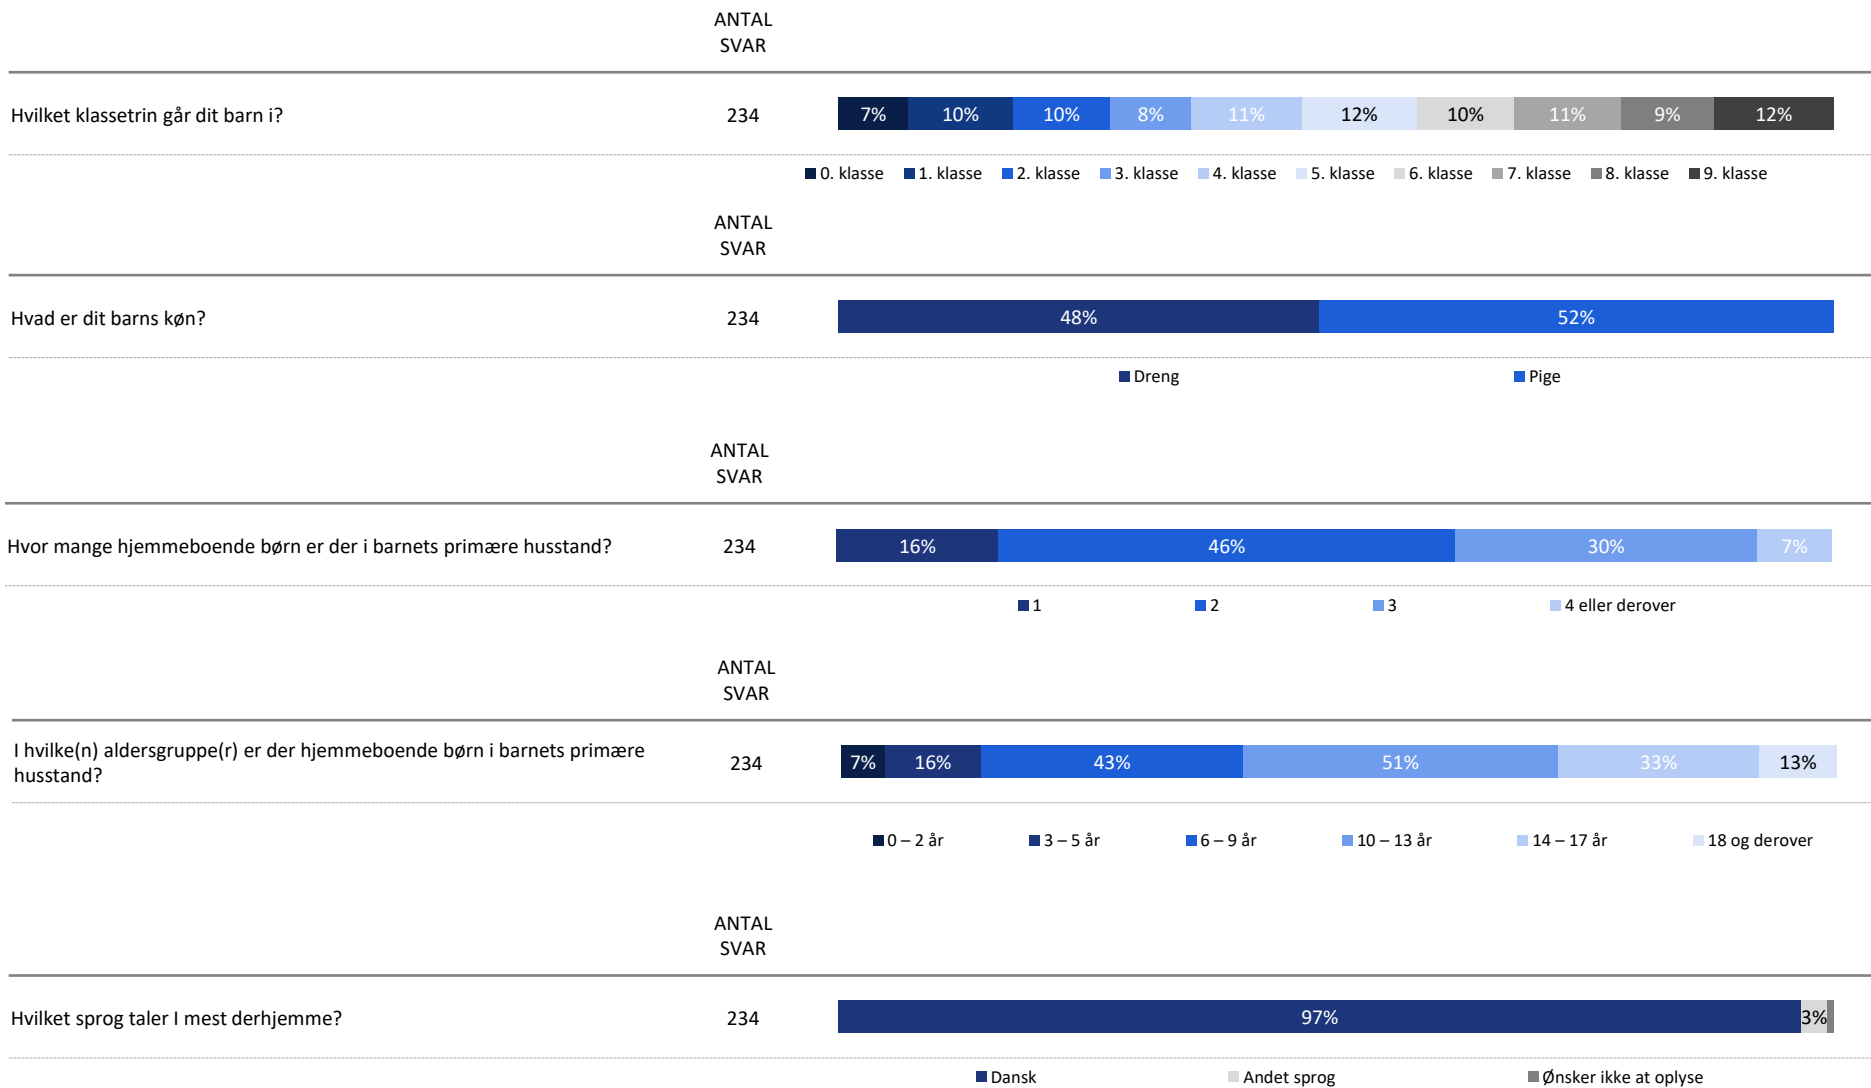 ANTAL
SVAR
Hvilket klassetrin går dit barn i?
234
7% 10% 10% 8% 11% 12% 10% 11% 9% 12%
0. klasse 1. klasse 2. klasse 3. klasse 4. klasse 5. klasse 6. klasse 7. klasse 8. klasse 9. klasse
ANTAL
SVAR
Hvad er dit barns køn?
234
48% 52%
Dreng Pige
ANTAL
SVAR
Hvor mange hjemmeboende børn er der i barnets primære husstand?
234
16% 46% 30% 7%
1 2 3 4 eller derover
ANTAL
SVAR
I hvilke(n) aldersgruppe(r) er der hjemmeboende børn i barnets primære
husstand?
234
7% 16% 43% 51% 33% 13%
0 – 2 år 3 – 5 år 6 – 9 år 10 – 13 år 14 – 17 år 18 og derover
ANTAL
SVAR
Hvilket sprog taler I mest derhjemme?
234
97% 3%
Dansk Andet sprog Ønsker ikke at oplyse